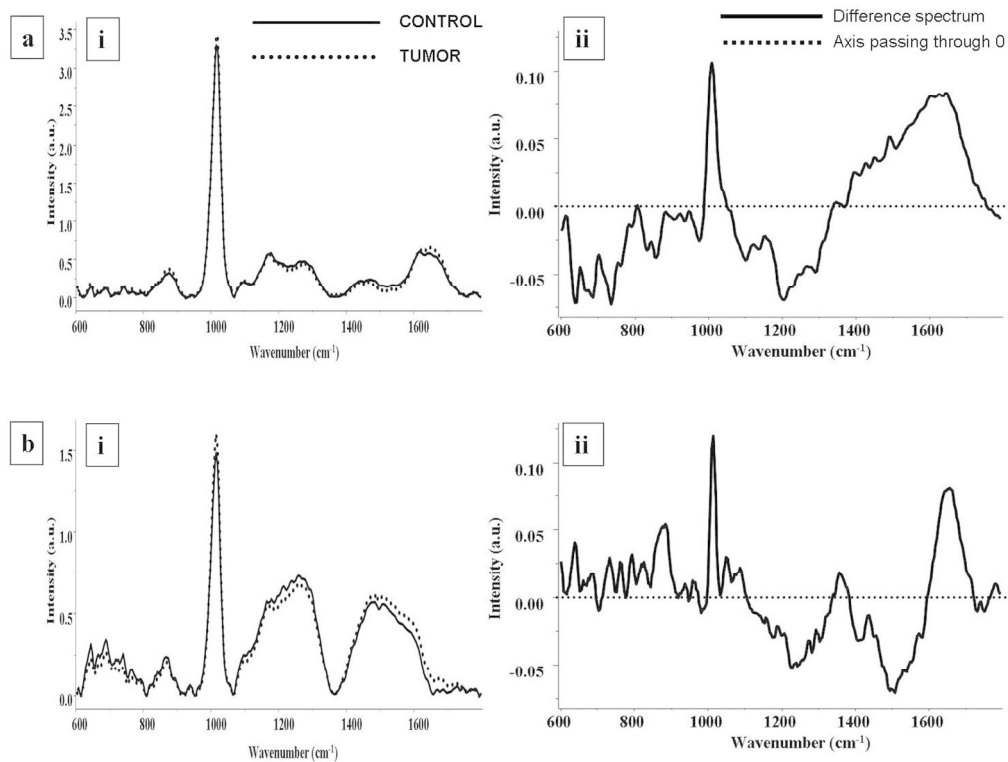 a
i
CONTROL
TUMOR
3.5
3.0
2.5
2.0
1.5
1.0
0.5
0.0
Intensity (a.u.)
600 800 1000 1200 1400 1600
Wavenumber (cm⁻¹)
ii
Difference spectrum
Axis passing through 0
0.10
0.05
0.00
-0.05
Intensity (a.u.)
600 800 1000 1200 1400 1600
Wavenumber (cm⁻¹)
b
i
1.5
1.0
0.5
0.0
Intensity (a.u.)
600 800 1000 1200 1400 1600
Wavenumber (cm⁻¹)
ii
0.10
0.05
0.00
-0.05
Intensity (a.u.)
600 800 1000 1200 1400 1600
Wavenumber (cm⁻¹)